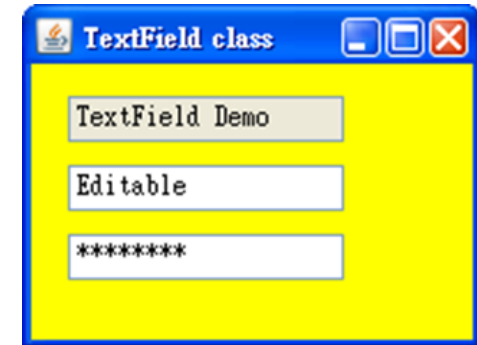 TextField class
TextField Demo
Editable
********